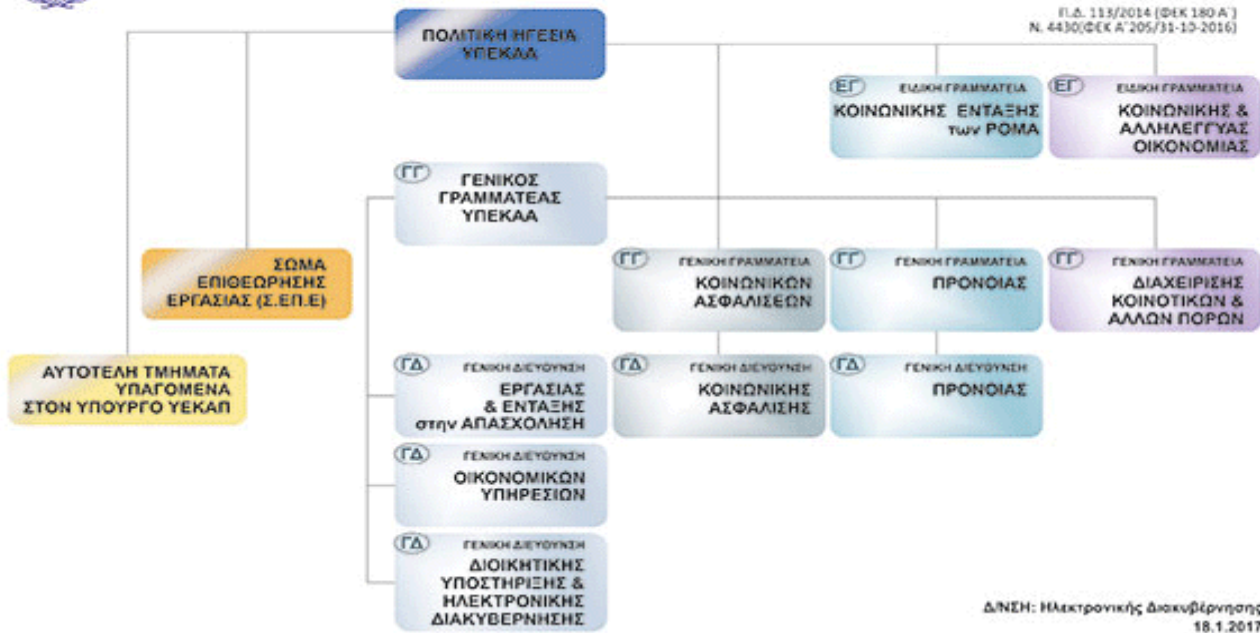 Π.Δ. 113/2014 (ΦΕΚ 180 Α΄)
Ν. 4430(ΦΕΚ Α΄205/31-10-2016)
ΠΟΛΙΤΙΚΗ ΗΓΕΣΙΑ
ΥΠΕΚΑΑ
ΕΓ ΕΙΔΙΚΗ ΓΡΑΜΜΑΤΕΙΑ
ΚΟΙΝΩΝΙΚΗΣ ΕΝΤΑΞΗΣ
των ΡΟΜΑ
ΕΓ ΕΙΔΙΚΗ ΓΡΑΜΜΑΤΕΙΑ
ΚΟΙΝΩΝΙΚΗΣ &
ΑΛΛΗΛΕΓΓΥΑΣ
ΟΙΚΟΝΟΜΙΑΣ
ΓΓ ΓΕΝΙΚΟΣ
ΓΡΑΜΜΑΤΕΑΣ
ΥΠΕΚΑΑ
ΣΩΜΑ
ΕΠΙΘΕΩΡΗΣΗΣ
ΕΡΓΑΣΙΑΣ (Σ.ΕΠ.Ε)
ΓΓ ΓΕΝΙΚΗ ΓΡΑΜΜΑΤΕΙΑ
ΚΟΙΝΩΝΙΚΩΝ
ΑΣΦΑΛΙΣΕΩΝ
ΓΓ ΓΕΝΙΚΗ ΓΡΑΜΜΑΤΕΙΑ
ΠΡΟΝΟΙΑΣ
ΓΓ ΓΕΝΙΚΗ ΓΡΑΜΜΑΤΕΙΑ
ΔΙΑΧΕΙΡΙΣΗΣ
ΚΟΙΝΟΤΙΚΩΝ &
ΑΛΛΩΝ ΠΟΡΩΝ
ΑΥΤΟΤΕΛΗ ΤΜΗΜΑΤΑ
ΥΠΑΓΟΜΕΝΑ
ΣΤΟΝ ΥΠΟΥΡΓΟ ΥΕΚΑΠ
ΓΔ ΓΕΝΙΚΗ ΔΙΕΥΘΥΝΣΗ
ΕΡΓΑΣΙΑΣ
& ΕΝΤΑΞΗΣ
στην ΑΠΑΣΧΟΛΗΣΗ
ΓΔ ΓΕΝΙΚΗ ΔΙΕΥΘΥΝΣΗ
ΚΟΙΝΩΝΙΚΗΣ
ΑΣΦΑΛΙΣΗΣ
ΓΔ ΓΕΝΙΚΗ ΔΙΕΥΘΥΝΣΗ
ΠΡΟΝΟΙΑΣ
ΓΔ ΓΕΝΙΚΗ ΔΙΕΥΘΥΝΣΗ
ΟΙΚΟΝΟΜΙΚΩΝ
ΥΠΗΡΕΣΙΩΝ
ΓΔ ΓΕΝΙΚΗ ΔΙΕΥΘΥΝΣΗ
ΔΙΟΙΚΗΤΙΚΗΣ
ΥΠΟΣΤΗΡΙΞΗΣ &
ΗΛΕΚΤΡΟΝΙΚΗΣ
ΔΙΑΚΥΒΕΡΝΗΣΗΣ
Δ/ΝΣΗ: Ηλεκτρονικής Διακυβέρνησης
18.1.2017